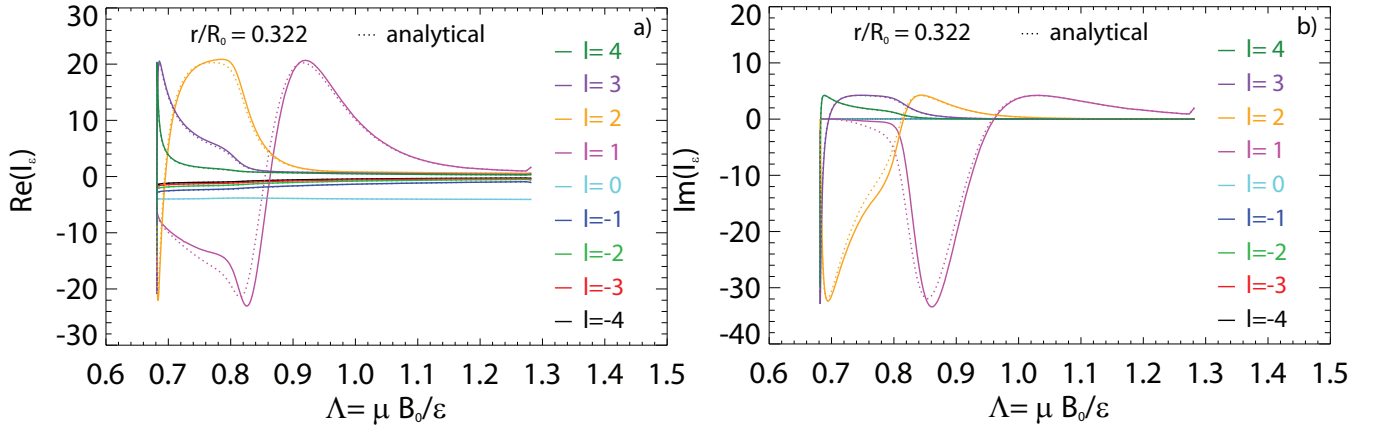 r/R₀ = 0.322 analytical a)
l= 4
l= 3
l= 2
l= 1
l= 0
l=-1
l=-2
l=-3
l=-4
30
20
10
0
-10
-20
-30
Re(I_ε)
0.6 0.7 0.8 0.9 1.0 1.1 1.2 1.3 1.4 1.5
Λ= μ B₀/ε
r/R₀ = 0.322 analytical b)
l= 4
l= 3
l= 2
l= 1
l= 0
l=-1
l=-2
l=-3
l=-4
20
10
0
-10
-20
-30
-40
Im(I_ε)
0.6 0.7 0.8 0.9 1.0 1.1 1.2 1.3 1.4 1.5
Λ= μ B₀/ε